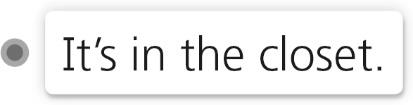 It's in the closet.